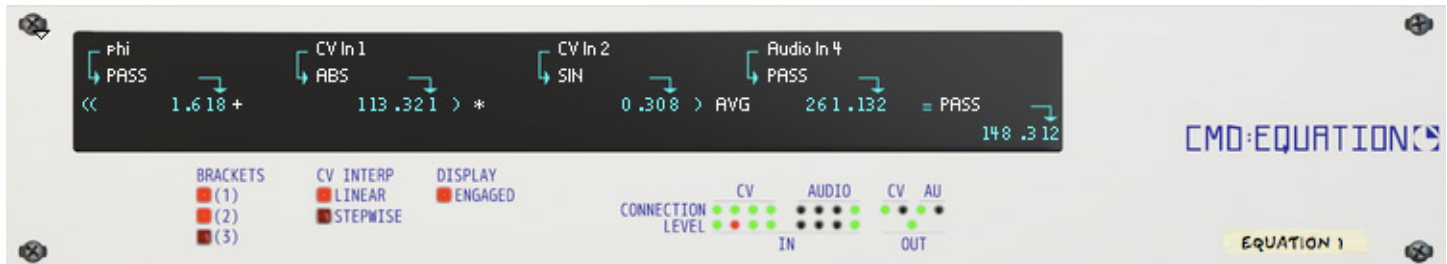 phi CV In 1 CV In 2 Audio In 4
PASS ABS SIN PASS
<< 1.618 + 113.321 > * 0.308 > AVG 261.132 = PASS
148.312
CMD:EQUATION
BRACKETS CV INTERP DISPLAY
(1) LINEAR ENGAGED
(2) STEPWISE
(3)
CV AUDIO CV AU
CONNECTION
LEVEL
IN OUT
EQUATION 1